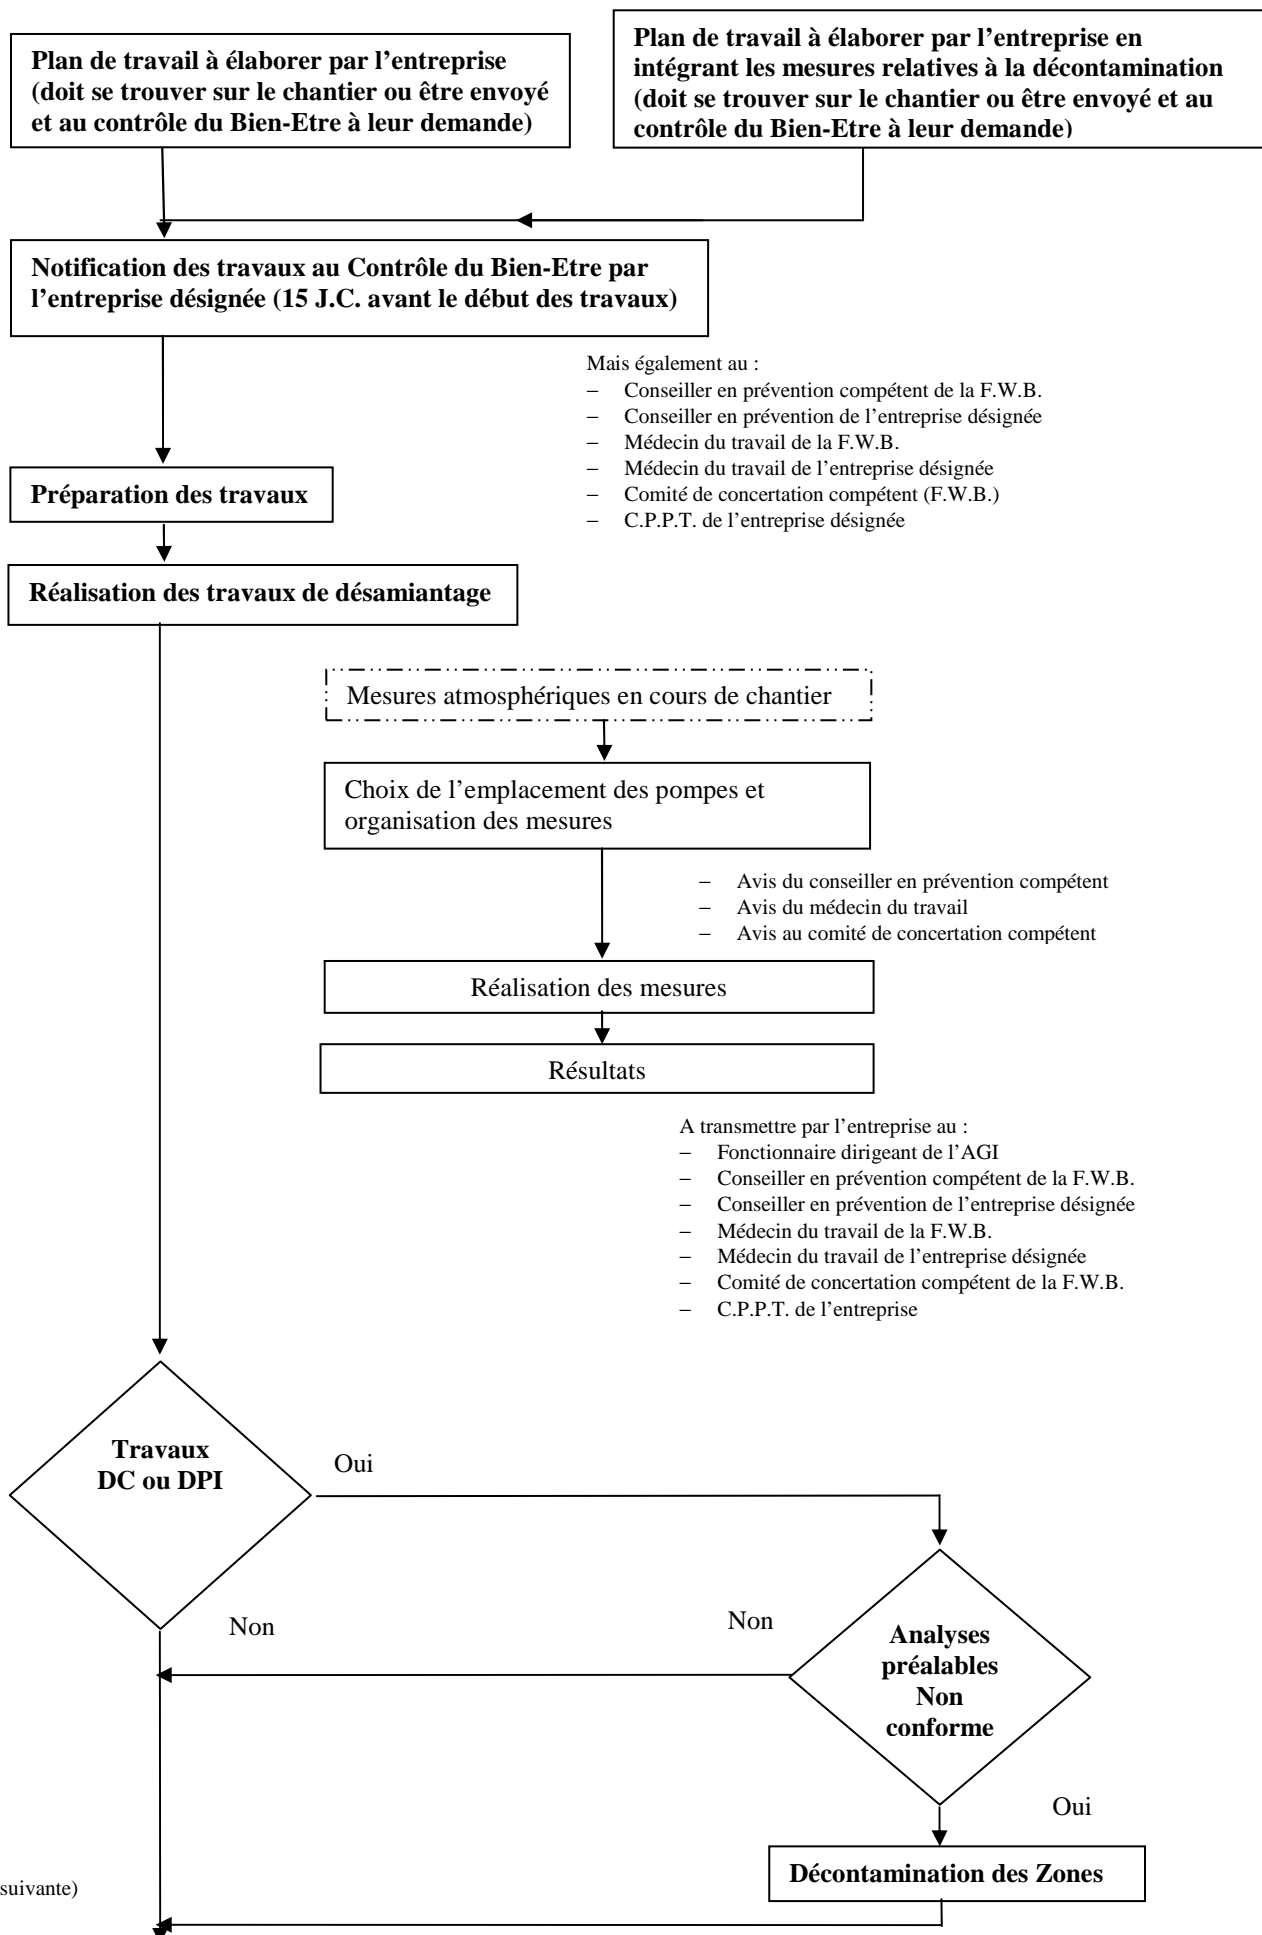 Plan de travail à élaborer par l’entreprise
(doit se trouver sur le chantier ou être envoyé
et au contrôle du Bien-Etre à leur demande)
Plan de travail à élaborer par l’entreprise en
intégrant les mesures relatives à la décontamination
(doit se trouver sur le chantier ou être envoyé et au
contrôle du Bien-Etre à leur demande)
Notification des travaux au Contrôle du Bien-Etre par
l’entreprise désignée (15 J.C. avant le début des travaux)
Mais également au :
– Conseiller en prévention compétent de la F.W.B.
– Conseiller en prévention de l’entreprise désignée
– Médecin du travail de la F.W.B.
– Médecin du travail de l’entreprise désignée
– Comité de concertation compétent (F.W.B.)
– C.P.P.T. de l’entreprise désignée
Préparation des travaux
Réalisation des travaux de désamiantage
Mesures atmosphériques en cours de chantier
Choix de l’emplacement des pompes et
organisation des mesures
– Avis du conseiller en prévention compétent
– Avis du médecin du travail
– Avis au comité de concertation compétent
Réalisation des mesures
Résultats
A transmettre par l’entreprise au :
– Fonctionnaire dirigeant de l’AGI
– Conseiller en prévention compétent de la F.W.B.
– Conseiller en prévention de l’entreprise désignée
– Médecin du travail de la F.W.B.
– Médecin du travail de l’entreprise désignée
– Comité de concertation compétent de la F.W.B.
– C.P.P.T. de l’entreprise
Travaux
DC ou DPI
Oui
Non
Non
Analyses
préalables
Non
conforme
Oui
Décontamination des Zones
suivante)